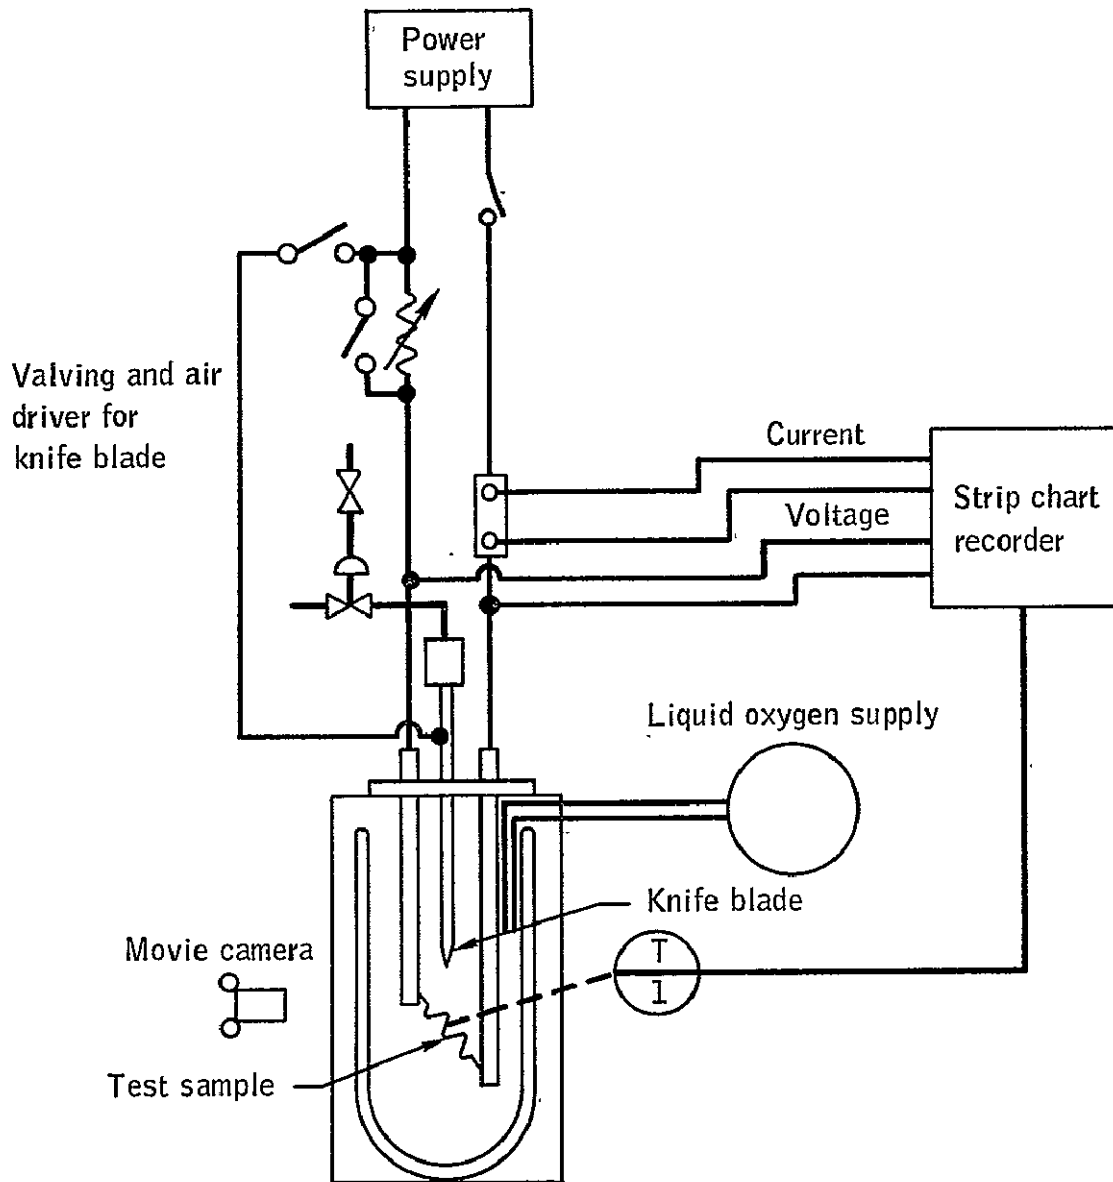 Power
supply
Valving and air
driver for
knife blade
Current
Voltage
Strip chart
recorder
Liquid oxygen supply
Knife blade
Movie camera
T
1
Test sample